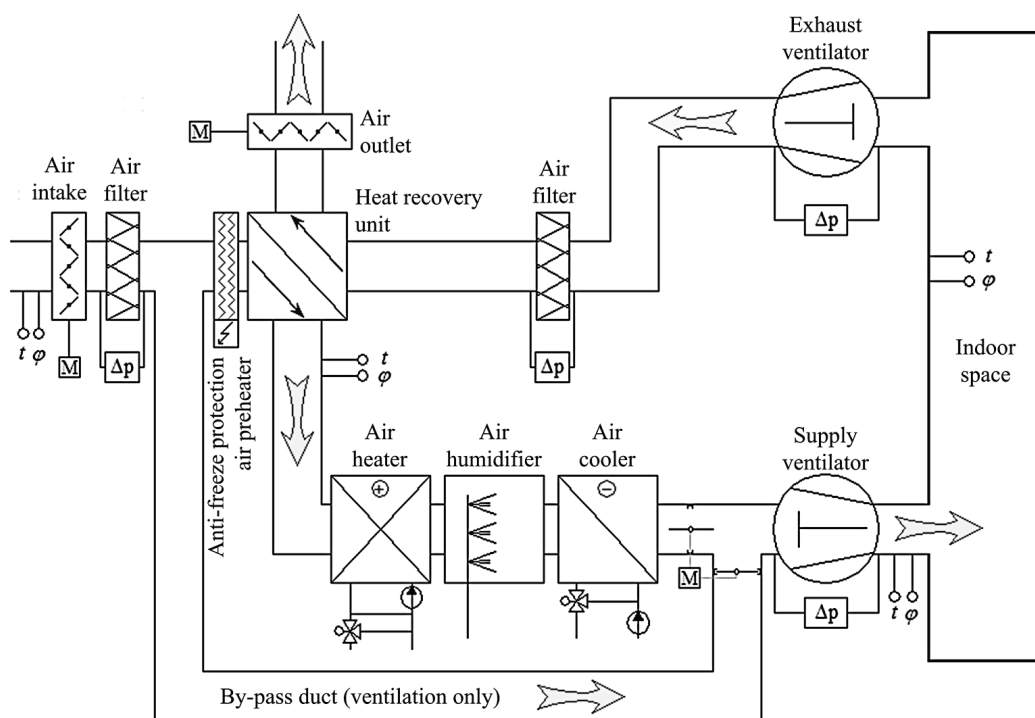 Exhaust
ventilator
M
Air
outlet
Air
intake
Air
filter
Heat recovery
unit
Air
filter
Δp
t
φ
t φ
M
Δp
Δp
t
φ
Indoor
space
Anti-freeze protection
air preheater
Air
heater
Air
humidifier
Air
cooler
Supply
ventilator
+
−
M
Δp
t φ
By-pass duct (ventilation only)